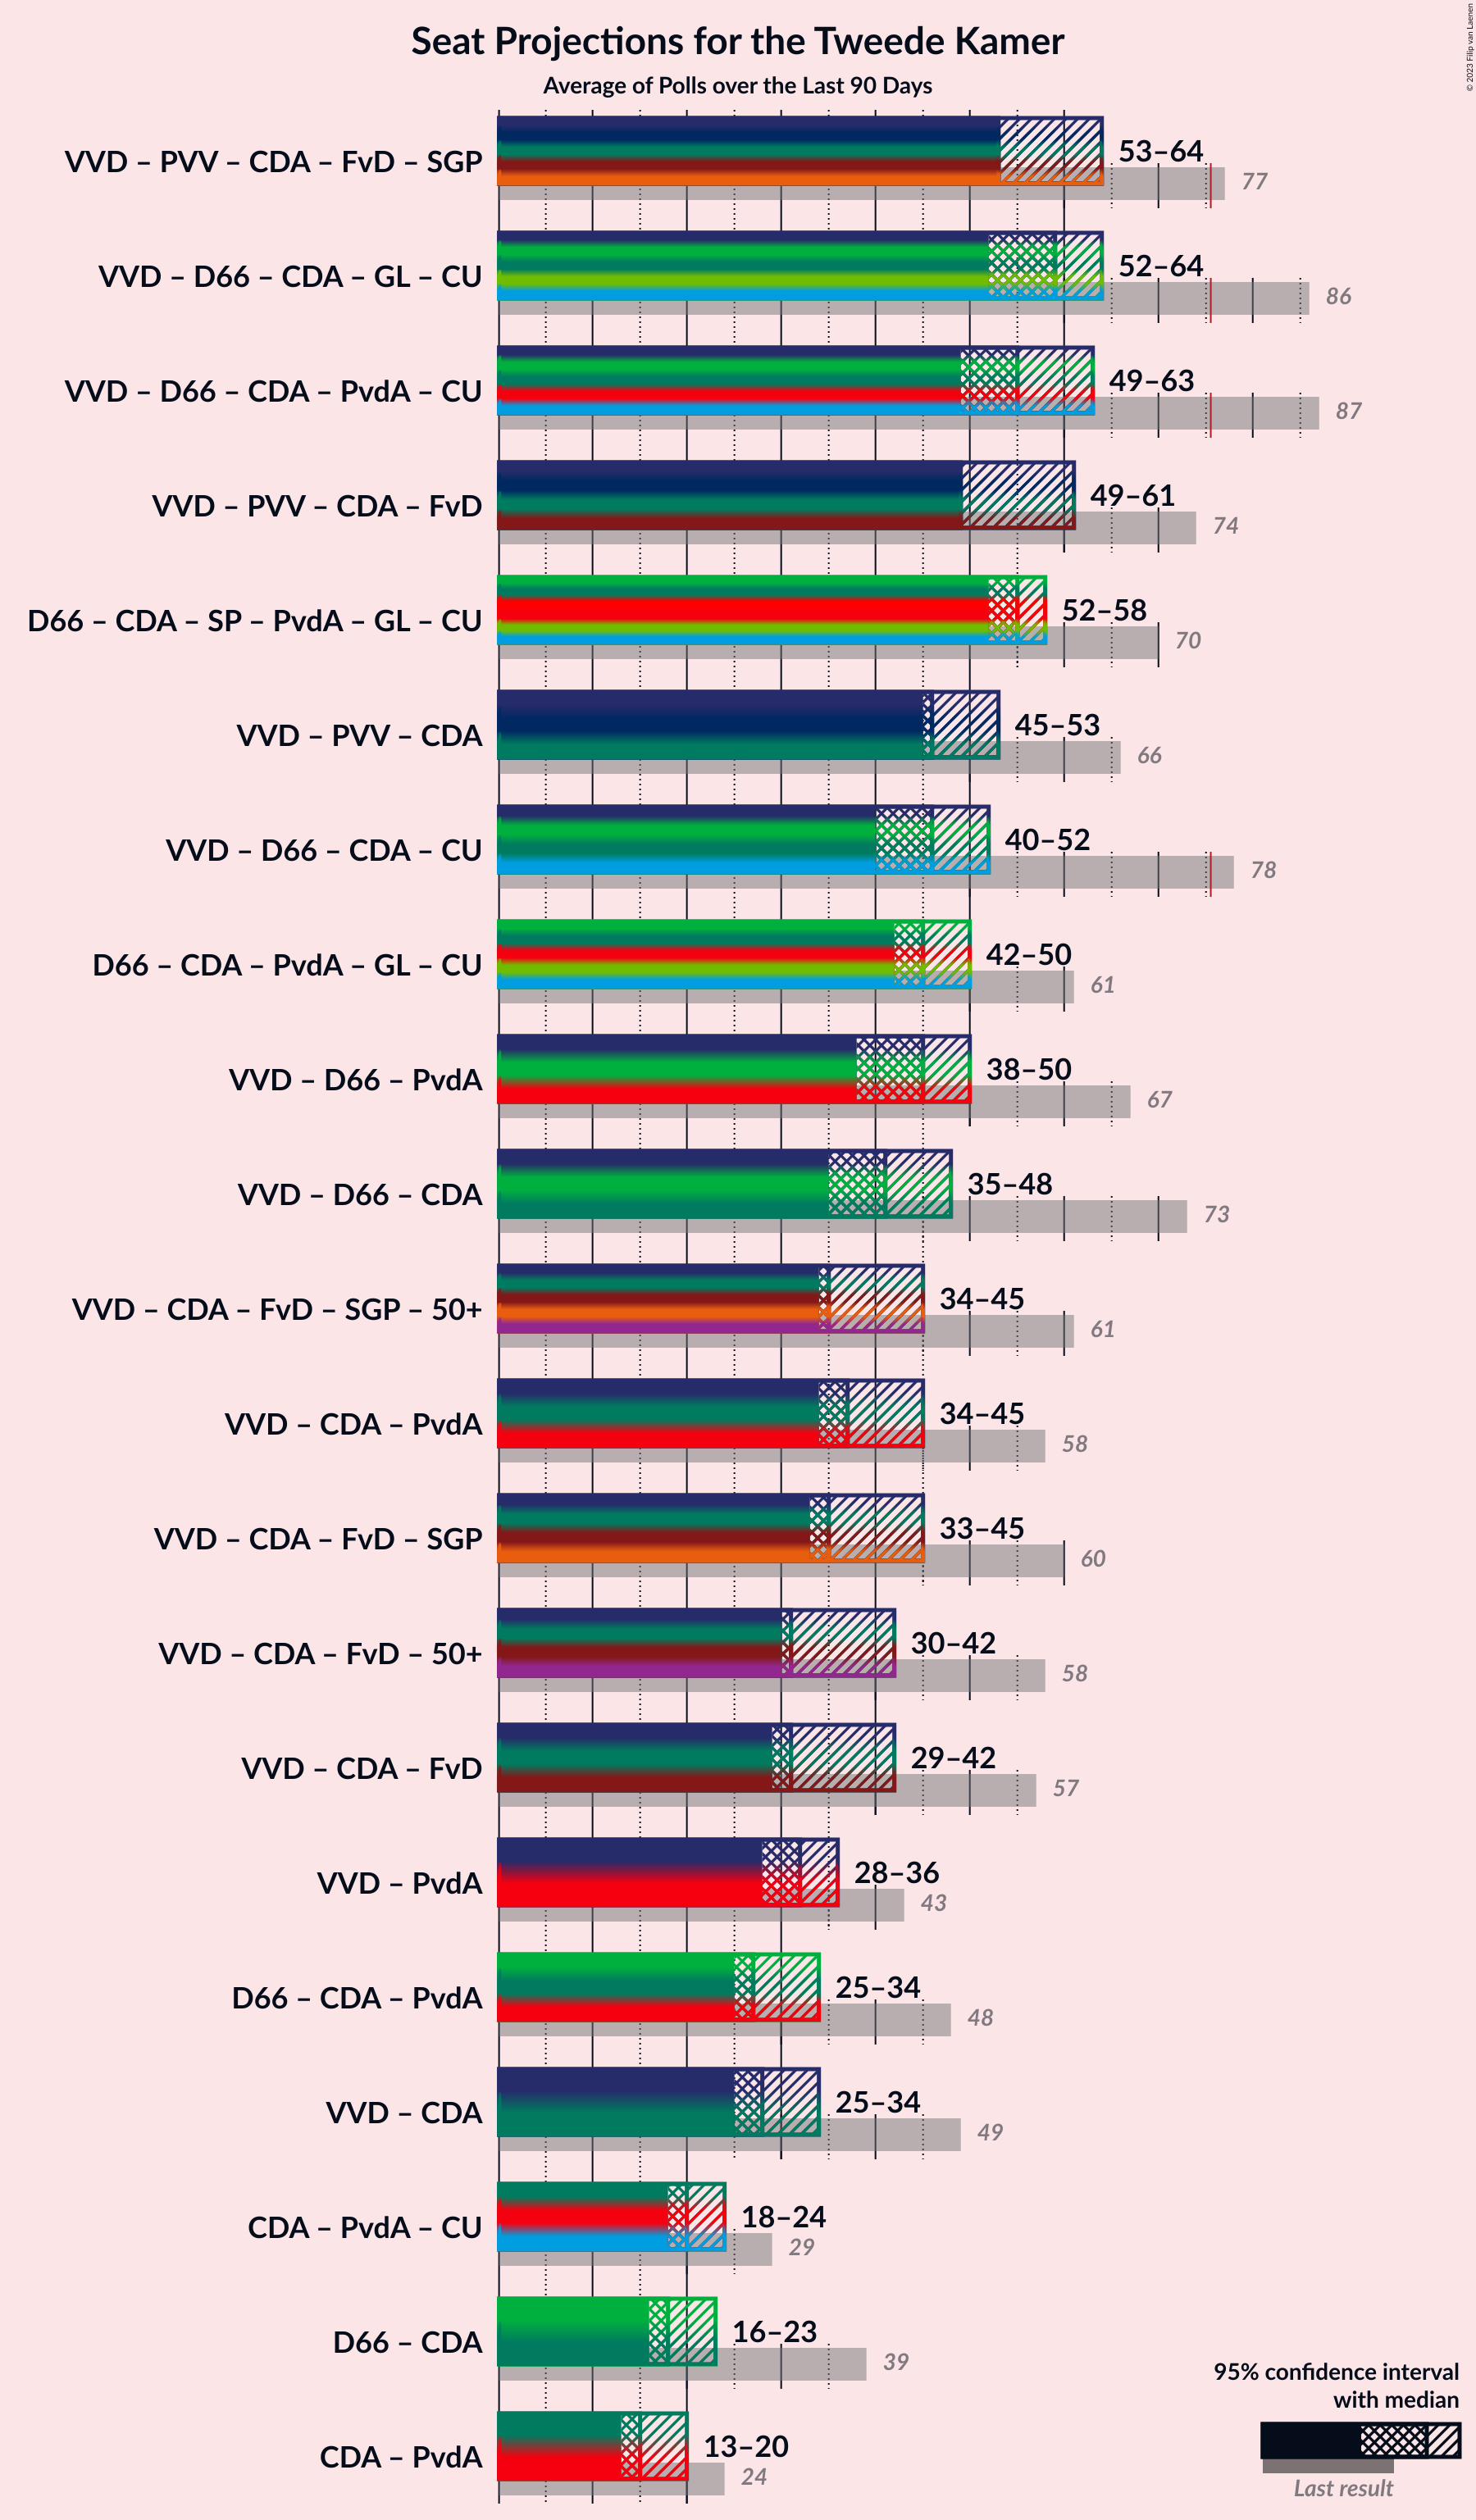 Seat Projections for the Tweede Kamer
Average of Polls over the Last 90 Days
© 2023 Filip van Laenen
VVD – PVV – CDA – FvD – SGP
53–64
77
VVD – D66 – CDA – GL – CU
52–64
86
VVD – D66 – CDA – PvdA – CU
49–63
87
VVD – PVV – CDA – FvD
49–61
74
D66 – CDA – SP – PvdA – GL – CU
52–58
70
VVD – PVV – CDA
45–53
66
VVD – D66 – CDA – CU
40–52
78
D66 – CDA – PvdA – GL – CU
42–50
61
VVD – D66 – PvdA
38–50
67
VVD – D66 – CDA
35–48
73
VVD – CDA – FvD – SGP – 50+
34–45
61
VVD – CDA – PvdA
34–45
58
VVD – CDA – FvD – SGP
33–45
60
VVD – CDA – FvD – 50+
30–42
58
VVD – CDA – FvD
29–42
57
VVD – PvdA
28–36
43
D66 – CDA – PvdA
25–34
48
VVD – CDA
25–34
49
CDA – PvdA – CU
18–24
29
D66 – CDA
16–23
39
CDA – PvdA
13–20
24
95% confidence interval
with median
Last result